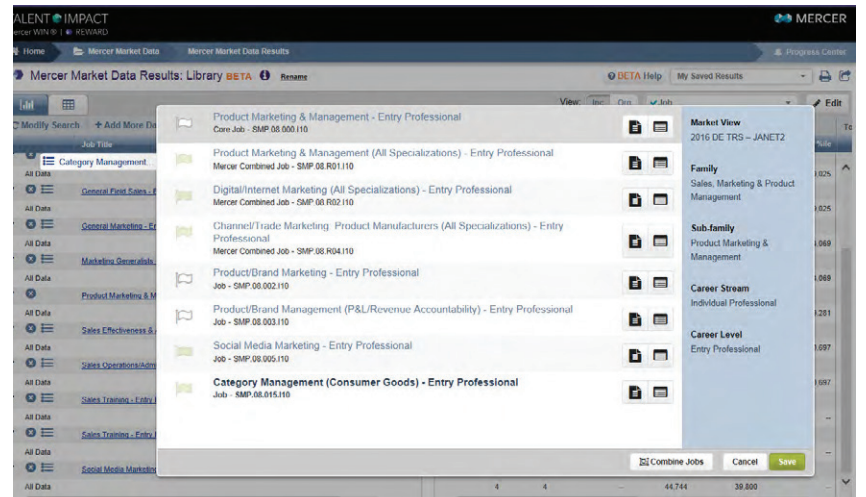 ALENT IMPACT
ercer WIN® | REWARD
MERCER
Home
Mercer Market Data
Mercer Market Data Results
Progress Center
Mercer Market Data Results: Library BETA
Rename
BETA Help
My Saved Results
View: Inc Org Job
Edit
Modify Search + Add More Da
Job Title
%ile
Category Management
All Data
General Field Sales - E
All Data
General Marketing - En
All Data
Marketing Generalists
All Data
Product Marketing & M
All Data
Sales Effectiveness &
All Data
Sales Operations/Adm
All Data
Sales Training - Entry
All Data
Sales Training - Entry
All Data
Social Media Marketing
All Data
Product Marketing & Management - Entry Professional
Core Job - SMP.08.000.I10
Product Marketing & Management (All Specializations) - Entry Professional
Mercer Combined Job - SMP.08.R01.I10
Digital/Internet Marketing (All Specializations) - Entry Professional
Mercer Combined Job - SMP.08.R02.I10
Channel/Trade Marketing Product Manufacturers (All Specializations) - Entry
Professional
Mercer Combined Job - SMP.08.R04.I10
Product/Brand Marketing - Entry Professional
Job - SMP.08.002.I10
Product/Brand Management (P&L/Revenue Accountability) - Entry Professional
Job - SMP.08.003.I10
Social Media Marketing - Entry Professional
Job - SMP.08.005.I10
Category Management (Consumer Goods) - Entry Professional
Job - SMP.08.015.I10
Market View
2016 DE TRS – JANET2
Family
Sales, Marketing & Product
Management
Sub-family
Product Marketing &
Management
Career Stream
Individual Professional
Career Level
Entry Professional
Combine Jobs
Cancel
Save
4 4 -- 44.744 39.800 --